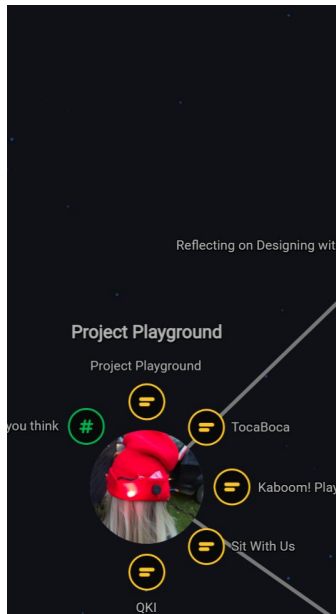 Reflecting on Designing wit
Project Playground
Project Playground
# you think
TocaBoca
Kaboom! Play
Sit With Us
QKI